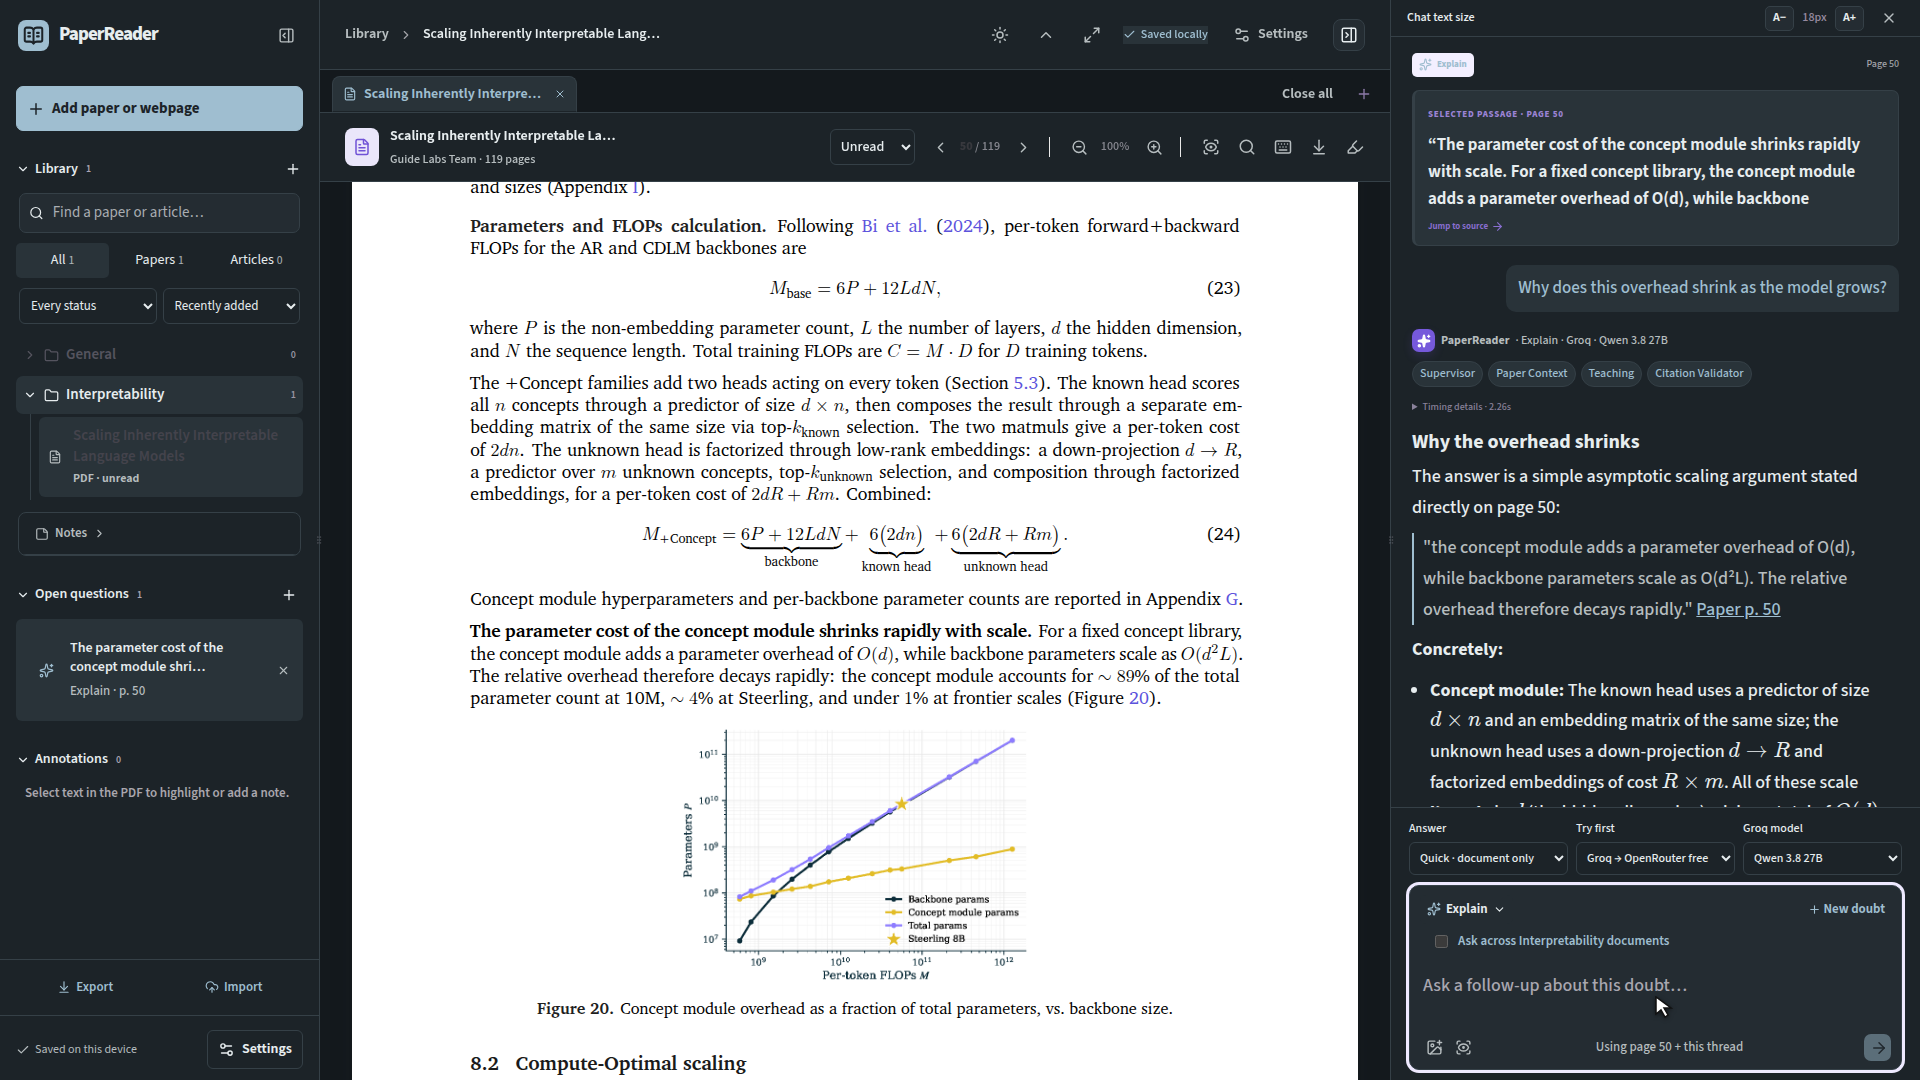 PaperReader
Add paper or webpage
Library 1
Find a paper or article…
All 1
Papers 1
Articles 0
Every status
Recently added
General 0
Interpretability 1
Scaling Inherently Interpretable
Language Models
PDF · unread
Notes
Open questions 1
The parameter cost of the
concept module shri…
Explain · p. 50
Annotations 0
Select text in the PDF to highlight or add a note.
Export
Import
Saved on this device
Settings
Library
Scaling Inherently Interpretable Lang…
Saved locally
Settings
Scaling Inherently Interpre…
Close all
Scaling Inherently Interpretable La…
Guide Labs Team · 119 pages
Unread
50 / 119
100%
and sizes (Appendix I).
Parameters and FLOPs calculation. Following Bi et al. (2024), per-token forward+backward
FLOPs for the AR and CDLM backbones are
M_base = 6P + 12LdN, (23)
where P is the non-embedding parameter count, L the number of layers, d the hidden dimension,
and N the sequence length. Total training FLOPs are C = M · D for D training tokens.
The +Concept families add two heads acting on every token (Section 5.3). The known head scores
all n concepts through a predictor of size d × n, then composes the result through a separate em-
bedding matrix of the same size via top-k_known selection. The two matmuls give a per-token cost
of 2dn. The unknown head is factorized through low-rank embeddings: a down-projection d → R,
a predictor over m unknown concepts, top-k_unknown selection, and composition through factorized
embeddings, for a per-token cost of 2dR + Rm. Combined:
M_+Concept = 6P + 12LdN + 6(2dn) + 6(2dR + Rm). (24)
backbone known head unknown head
Concept module hyperparameters and per-backbone parameter counts are reported in Appendix G.
The parameter cost of the concept module shrinks rapidly with scale. For a fixed concept library,
the concept module adds a parameter overhead of O(d), while backbone parameters scale as O(d²L).
The relative overhead therefore decays rapidly: the concept module accounts for ∼ 89% of the total
parameter count at 10M, ∼ 4% at Steerling, and under 1% at frontier scales (Figure 20).
Parameters P
10¹¹
10¹⁰
10⁹
10⁸
10⁷
Backbone params
Concept module params
Total params
Steerling 8B
10⁹ 10¹⁰ 10¹¹ 10¹²
Per-token FLOPs M
Figure 20. Concept module overhead as a fraction of total parameters, vs. backbone size.
8.2 Compute-Optimal scaling
Chat text size
A−
18px
A+
Explain
Page 50
SELECTED PASSAGE · PAGE 50
“The parameter cost of the concept module shrinks rapidly
with scale. For a fixed concept library, the concept module
adds a parameter overhead of O(d), while backbone
Jump to source
Why does this overhead shrink as the model grows?
PaperReader · Explain · Groq · Qwen 3.8 27B
Supervisor
Paper Context
Teaching
Citation Validator
Timing details · 2.26s
Why the overhead shrinks
The answer is a simple asymptotic scaling argument stated
directly on page 50:
"the concept module adds a parameter overhead of O(d),
while backbone parameters scale as O(d²L). The relative
overhead therefore decays rapidly." Paper p. 50
Concretely:
• Concept module: The known head uses a predictor of size
d × n and an embedding matrix of the same size; the
unknown head uses a down-projection d → R and
factorized embeddings of cost R × m. All of these scale
Answer
Try first
Groq model
Quick · document only
Groq → OpenRouter free
Qwen 3.8 27B
Explain
+ New doubt
Ask across Interpretability documents
Ask a follow-up about this doubt…
Using page 50 + this thread